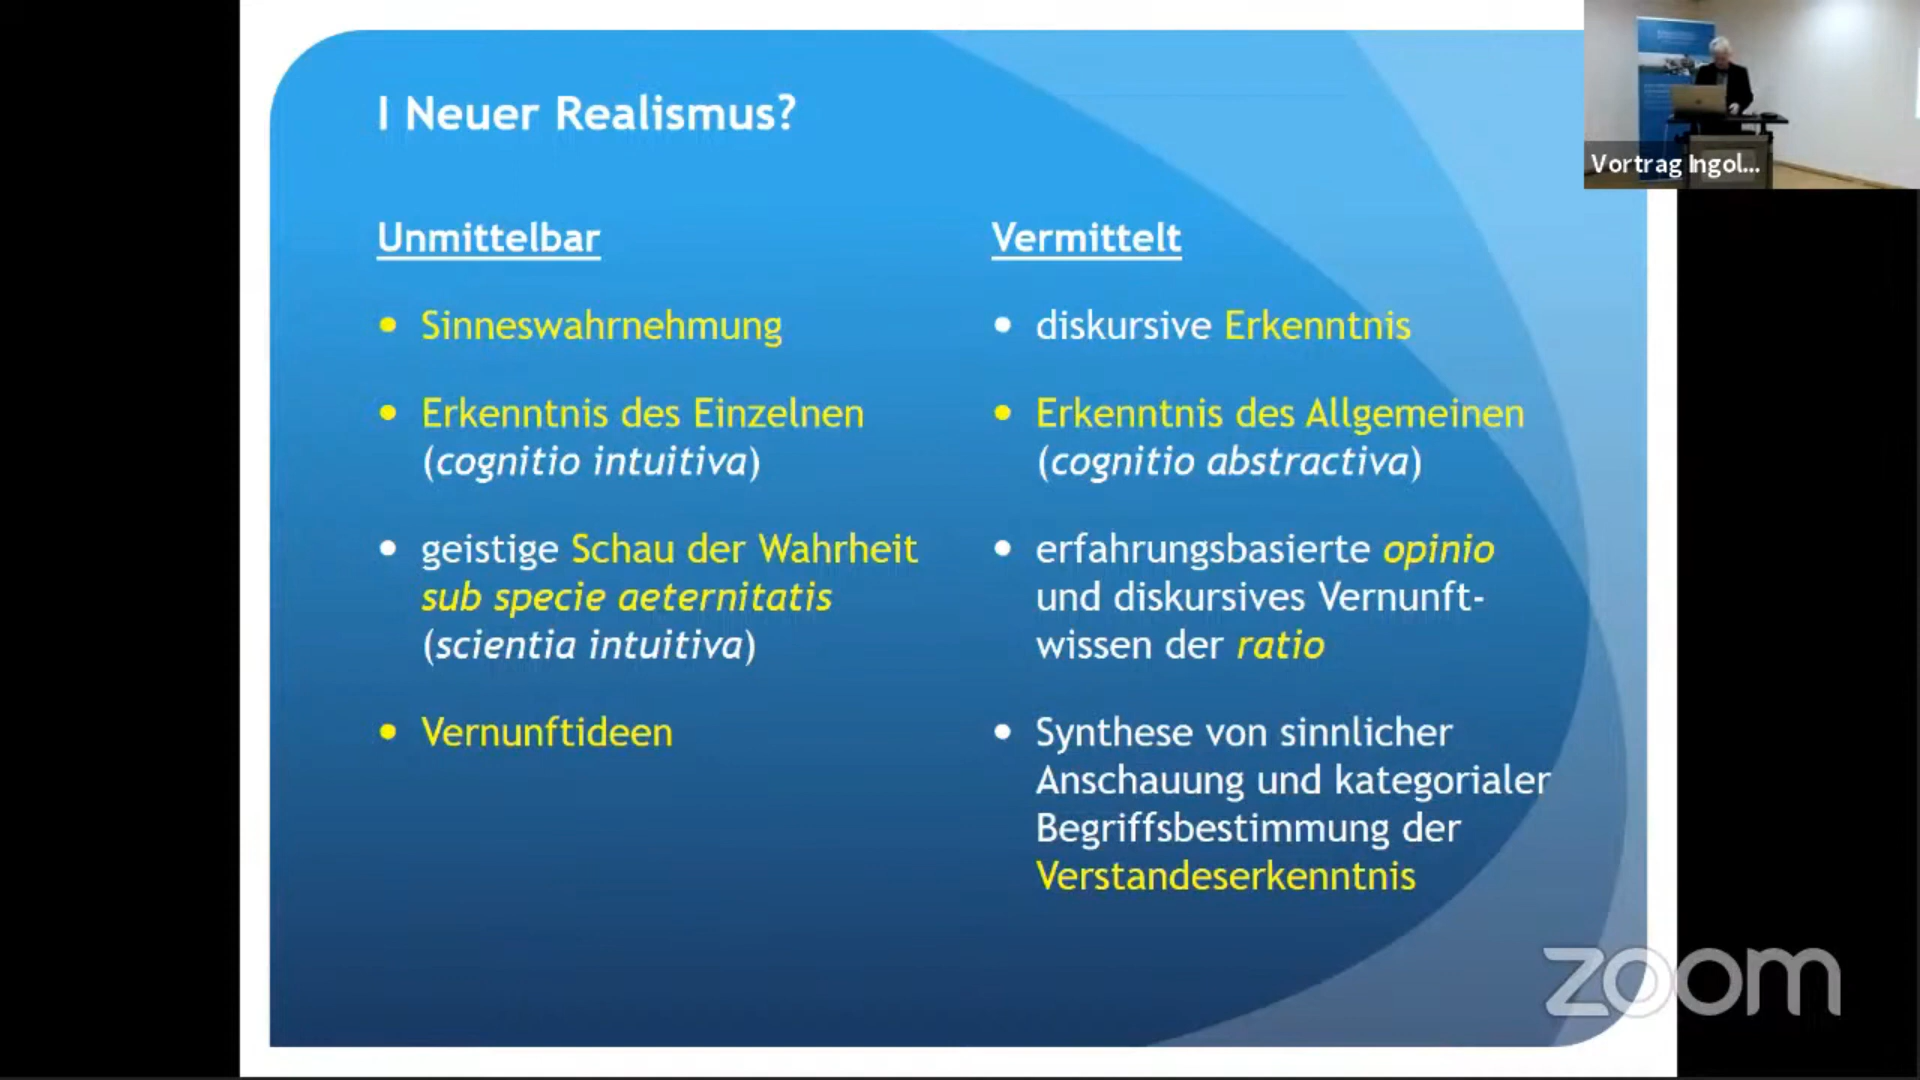 I Neuer Realismus?
Unmittelbar
• Sinneswahrnehmung
• Erkenntnis des Einzelnen
(cognitio intuitiva)
• geistige Schau der Wahrheit
sub specie aeternitatis
(scientia intuitiva)
• Vernunftideen
Vermittelt
• diskursive Erkenntnis
• Erkenntnis des Allgemeinen
(cognitio abstractiva)
• erfahrungsbasierte opinio
und diskursives Vernunft-
wissen der ratio
• Synthese von sinnlicher
Anschauung und kategorialer
Begriffsbestimmung der
Verstandeserkenntnis
Vortrag Ingol...
zoom